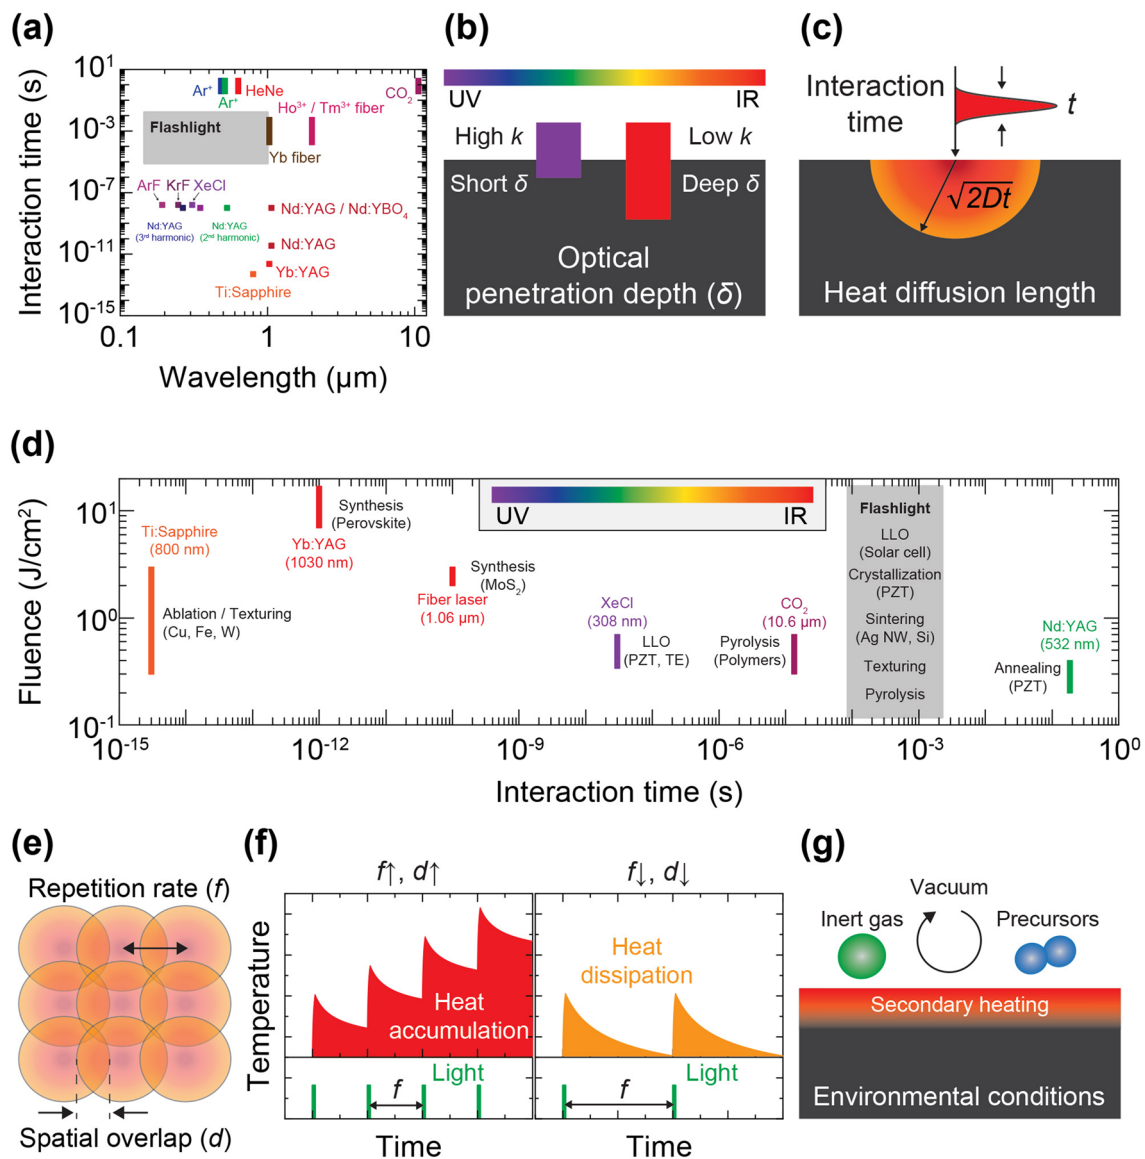 (a)
Interaction time (s)
10¹
10⁻³
10⁻⁷
10⁻¹¹
10⁻¹⁵
Ar⁺
Ar⁺
HeNe
CO₂
Ho³⁺ / Tm³⁺ fiber
Flashlight
Yb fiber
ArF KrF XeCl
Nd:YAG
(3rd harmonic)
Nd:YAG
(2nd harmonic)
Nd:YAG / Nd:YBO₄
Nd:YAG
Yb:YAG
Ti:Sapphire
0.1 1 10
Wavelength (μm)
(b)
UV IR
High k Low k
Short δ Deep δ
Optical
penetration depth (δ)
(c)
Interaction
time
t
√2Dt
Heat diffusion length
(d)
Fluence (J/cm²)
10¹
10⁰
10⁻¹
UV IR
Ti:Sapphire
(800 nm)
Ablation / Texturing
(Cu, Fe, W)
Synthesis
(Perovskite)
Yb:YAG
(1030 nm)
Synthesis
(MoS₂)
Fiber laser
(1.06 μm)
XeCl
(308 nm)
LLO
(PZT, TE)
CO₂
(10.6 μm)
Pyrolysis
(Polymers)
Flashlight
LLO
(Solar cell)
Crystallization
(PZT)
Sintering
(Ag NW, Si)
Texturing
Pyrolysis
Nd:YAG
(532 nm)
Annealing
(PZT)
10⁻¹⁵ 10⁻¹² 10⁻⁹ 10⁻⁶ 10⁻³ 10⁰
Interaction time (s)
(e)
Repetition rate (f)
Spatial overlap (d)
(f)
f↑, d↑ f↓, d↓
Temperature
Heat
accumulation
Heat
dissipation
Light
f
Light
f
Time Time
(g)
Vacuum
Inert gas Precursors
Secondary heating
Environmental conditions